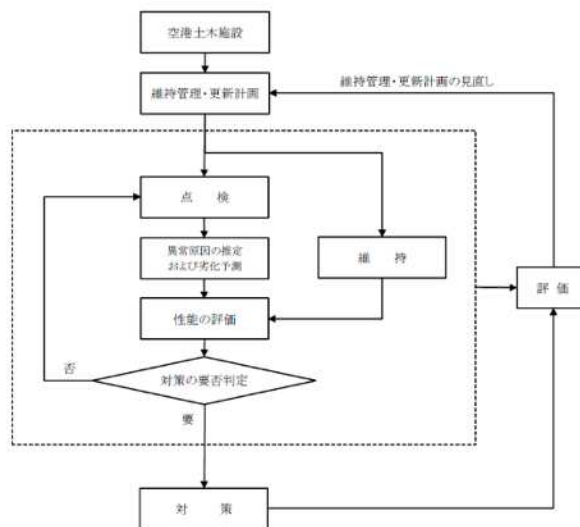 空港土木施設
維持管理・更新計画の見直し
維持管理・更新計画
点　検
異常原因の推定
および劣化予測
維　持
評 価
性能の評価
否
対策の要否判定
要
対　策